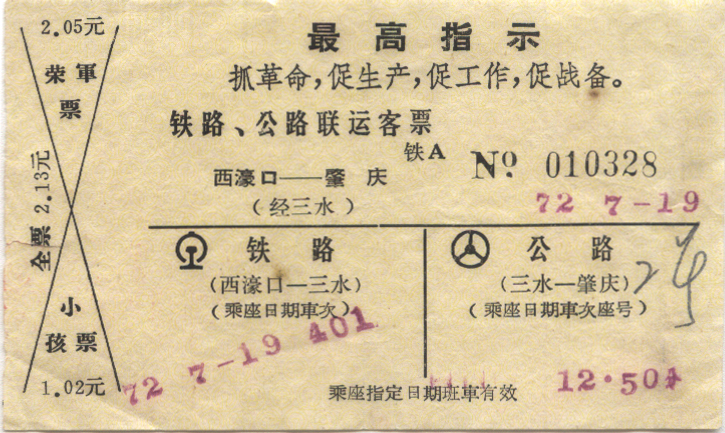 2.05元
荣軍
票
全票 2.13元
小
孩票
1.02元
最高指示
抓革命，促生产，促工作，促战备。
铁路、公路联运客票
铁A
西濠口——肇庆
（经三水）
Nº 010328
72 7-19
铁路
（西濠口—三水）
（乘座日期車次）
72 7-19 401
公路
（三水—肇庆）
（乘座日期車次座号）
12·50
乘座指定日期班車有效